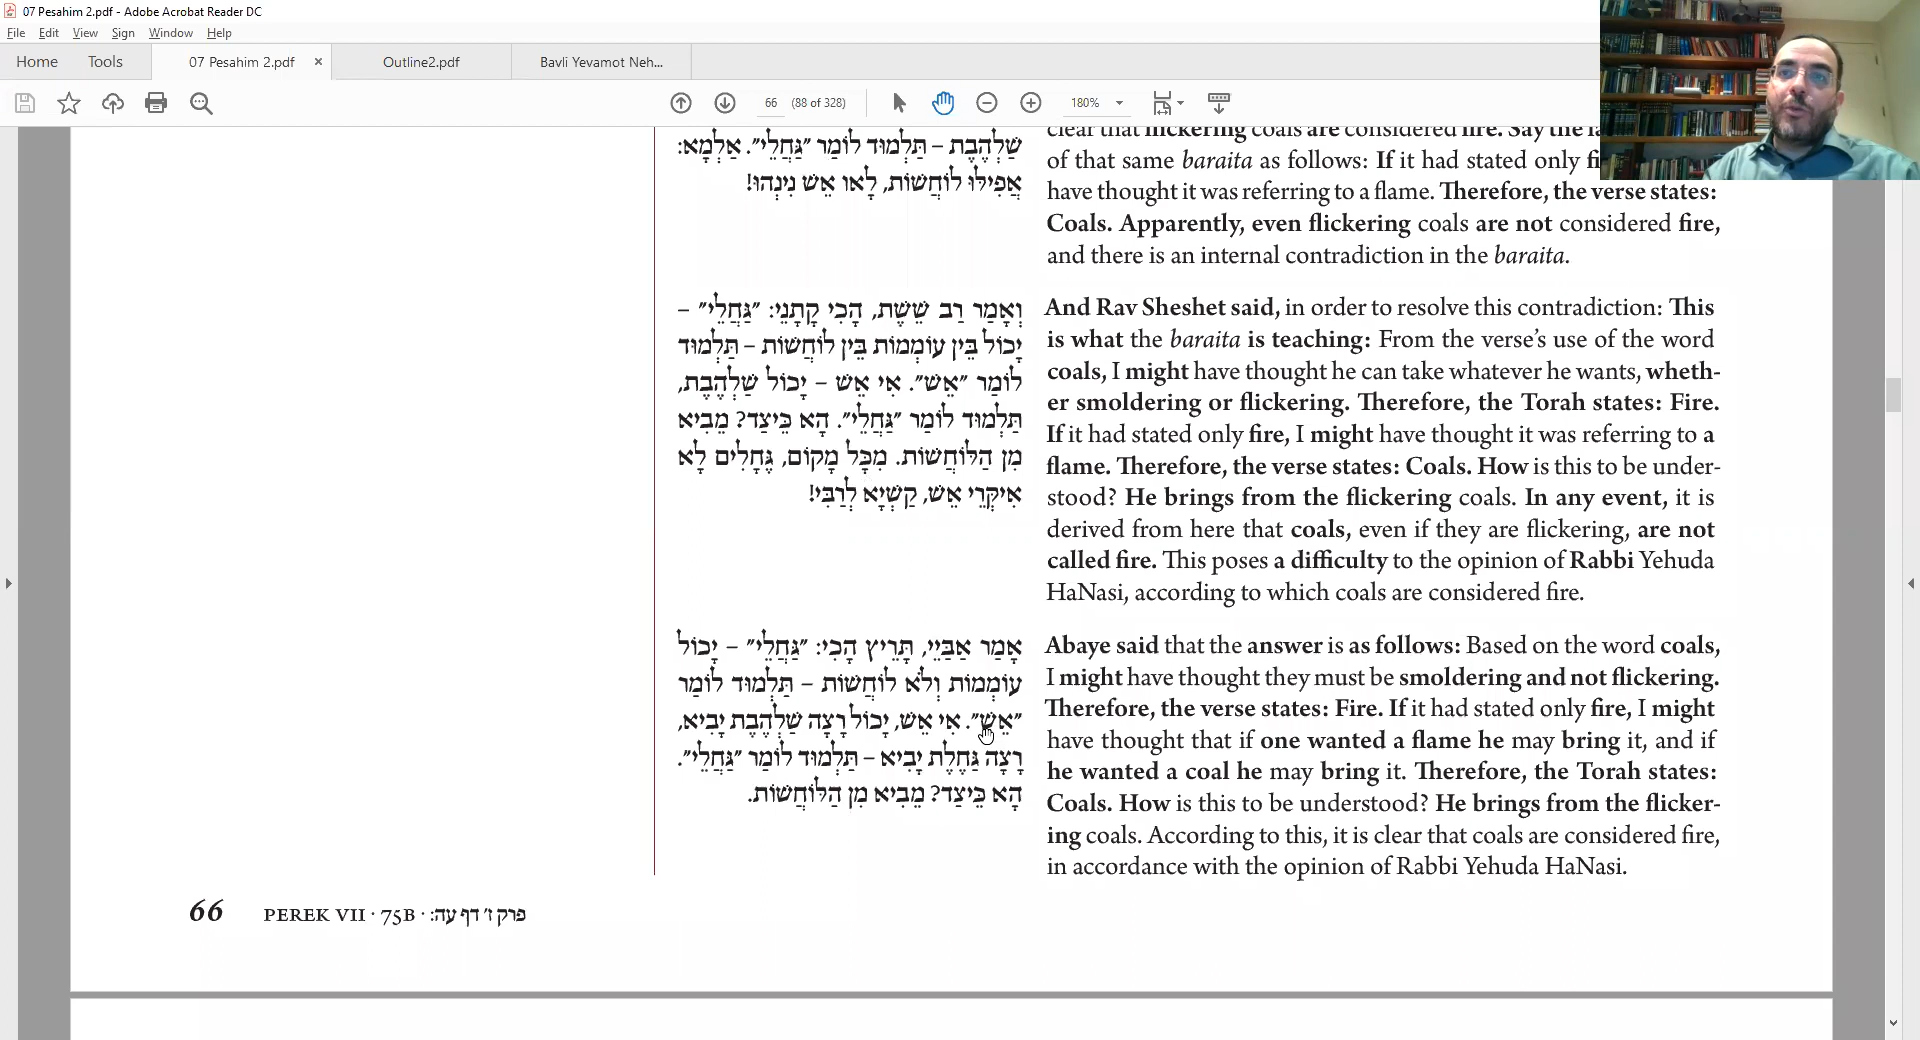 07 Pesahim 2.pdf - Adobe Acrobat Reader DC
File Edit View Sign Window Help
Home Tools 07 Pesahim 2.pdf × Outline2.pdf Bavli Yevamot Neh...
66 (88 of 328) 180%
שַׁלְהֶבֶת – תַּלְמוּד לוֹמַר ״גַּחֲלֵי״. אַלְמָא:
אֲפִילּוּ לוֹחֲשׁוֹת, לָאו אֵשׁ נִינְהוּ!
clear that flickering coals are considered fire. Say the la
of that same baraita as follows: If it had stated only fi
have thought it was referring to a flame. Therefore, the verse states:
Coals. Apparently, even flickering coals are not considered fire,
and there is an internal contradiction in the baraita.
וְאָמַר רַב שֵׁשֶׁת, הָכִי קָתָנֵי: ״גַּחֲלֵי״ –
יָכוֹל בֵּין עוֹמְמוֹת בֵּין לוֹחֲשׁוֹת – תַּלְמוּד
לוֹמַר ״אֵשׁ״. אִי אֵשׁ – יָכוֹל שַׁלְהֶבֶת,
תַּלְמוּד לוֹמַר ״גַּחֲלֵי״. הָא כֵּיצַד? מֵבִיא
מִן הַלּוֹחֲשׁוֹת. מִכָּל מָקוֹם, גֶּחָלִים לָא
אִיקְּרֵי אֵשׁ, קַשְׁיָא לְרַבִּי!
And Rav Sheshet said, in order to resolve this contradiction: This
is what the baraita is teaching: From the verse's use of the word
coals, I might have thought he can take whatever he wants, wheth-
er smoldering or flickering. Therefore, the Torah states: Fire.
If it had stated only fire, I might have thought it was referring to a
flame. Therefore, the verse states: Coals. How is this to be under-
stood? He brings from the flickering coals. In any event, it is
derived from here that coals, even if they are flickering, are not
called fire. This poses a difficulty to the opinion of Rabbi Yehuda
HaNasi, according to which coals are considered fire.
אָמַר אַבַּיֵי, תָּרֵיץ הָכִי: ״גַּחֲלֵי״ – יָכוֹל
עוֹמְמוֹת וְלֹא לוֹחֲשׁוֹת – תַּלְמוּד לוֹמַר
״אֵשׁ״. אִי אֵשׁ, יָכוֹל רָצָה שַׁלְהֶבֶת יָבִיא,
רָצָה גַּחֶלֶת יָבִיא – תַּלְמוּד לוֹמַר ״גַּחֲלֵי״.
הָא כֵּיצַד? מֵבִיא מִן הַלּוֹחֲשׁוֹת.
Abaye said that the answer is as follows: Based on the word coals,
I might have thought they must be smoldering and not flickering.
Therefore, the verse states: Fire. If it had stated only fire, I might
have thought that if one wanted a flame he may bring it, and if
he wanted a coal he may bring it. Therefore, the Torah states:
Coals. How is this to be understood? He brings from the flicker-
ing coals. According to this, it is clear that coals are considered fire,
in accordance with the opinion of Rabbi Yehuda HaNasi.
66 PEREK VII · 75B · פרק ז׳ דף עה: